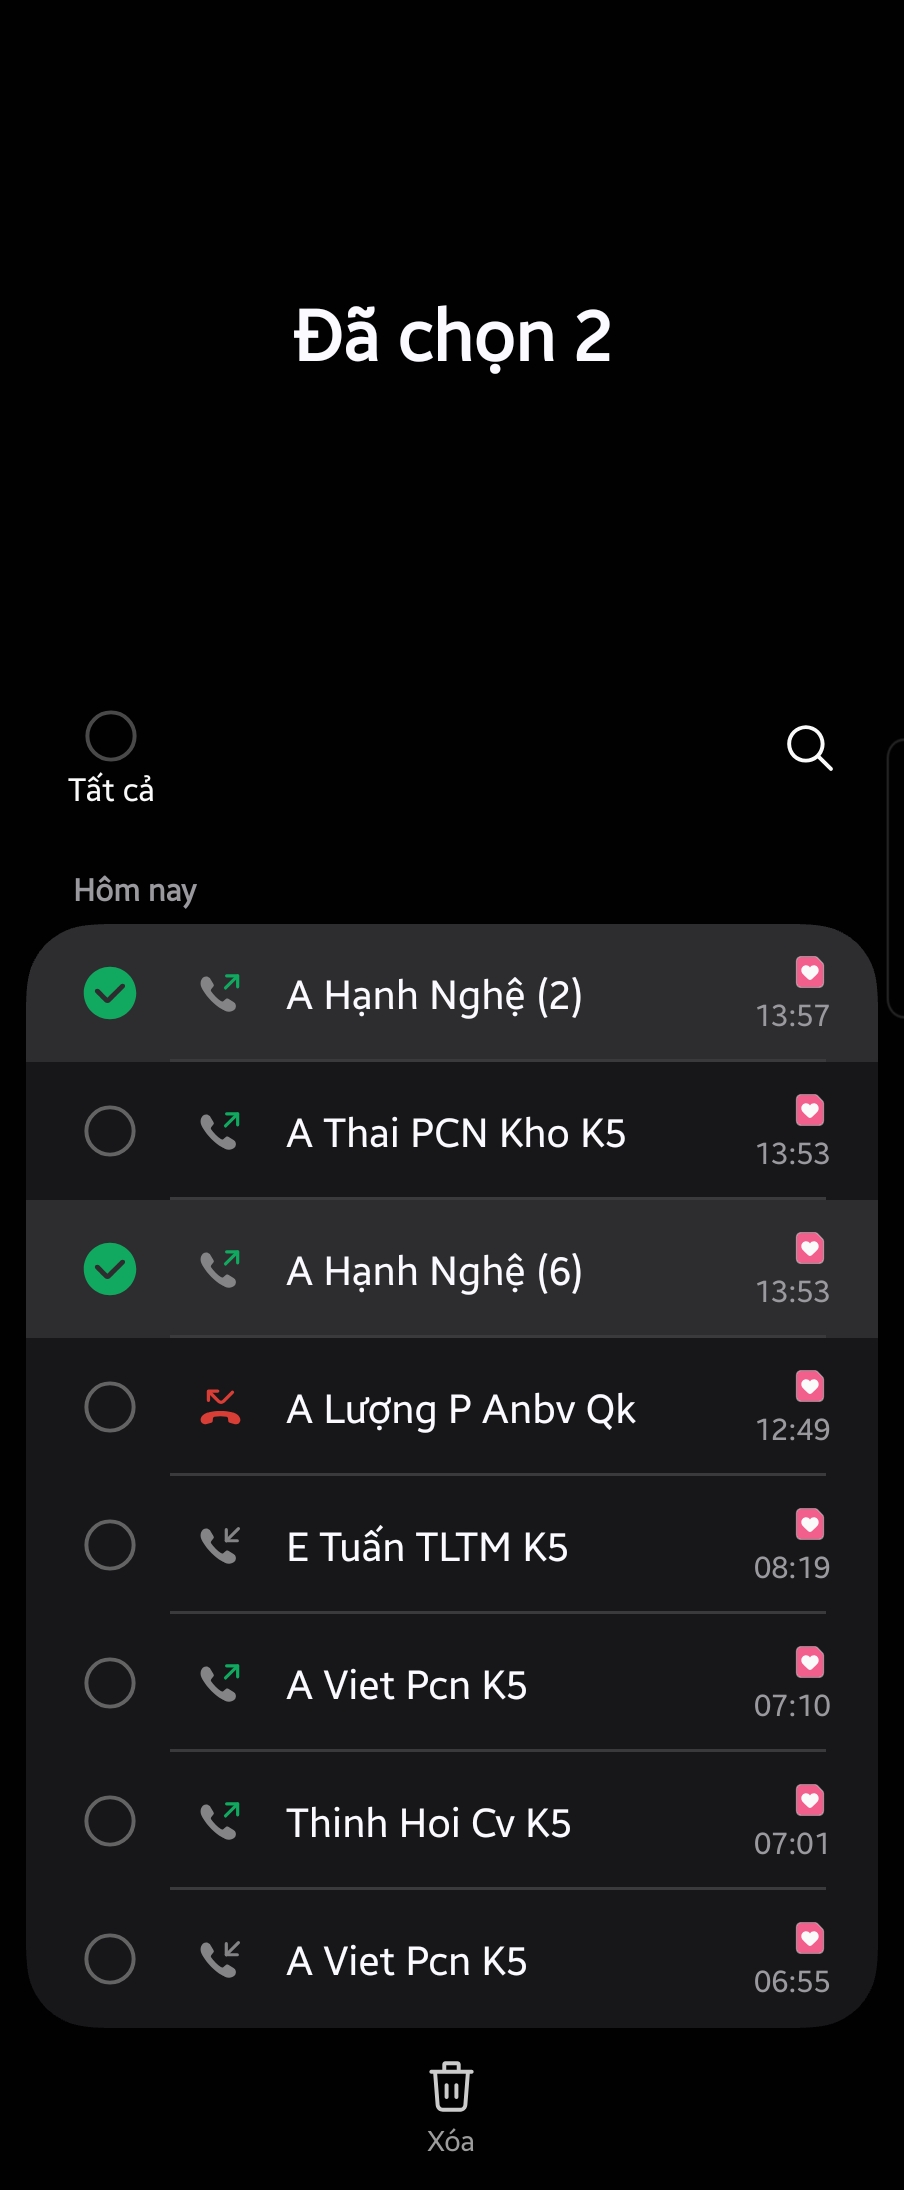 Đã chọn 2
Tất cả
Hôm nay
A Hạnh Nghệ (2)
13:57
A Thai PCN Kho K5
13:53
A Hạnh Nghệ (6)
13:53
A Lượng P Anbv Qk
12:49
E Tuấn TLTM K5
08:19
A Viet Pcn K5
07:10
Thinh Hoi Cv K5
07:01
A Viet Pcn K5
06:55
Xóa